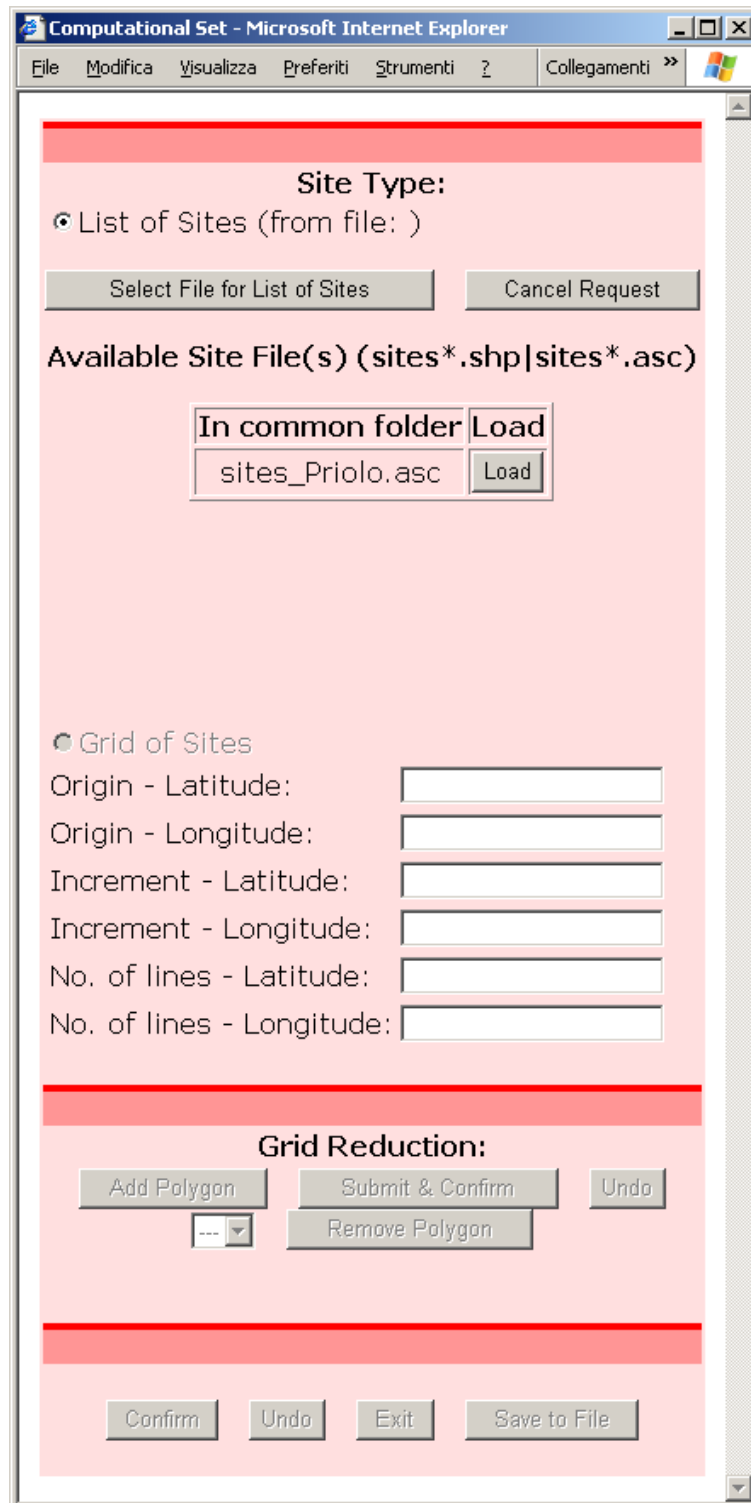 Computational Set - Microsoft Internet Explorer
File Modifica Visualizza Preferiti Strumenti ? Collegamenti »
Site Type:
List of Sites (from file: )
Select File for List of Sites Cancel Request
Available Site File(s) (sites*.shp|sites*.asc)
In common folder Load
sites_Priolo.asc Load
Grid of Sites
Origin - Latitude:
Origin - Longitude:
Increment - Latitude:
Increment - Longitude:
No. of lines - Latitude:
No. of lines - Longitude:
Grid Reduction:
Add Polygon Submit & Confirm Undo
--- Remove Polygon
Confirm Undo Exit Save to File